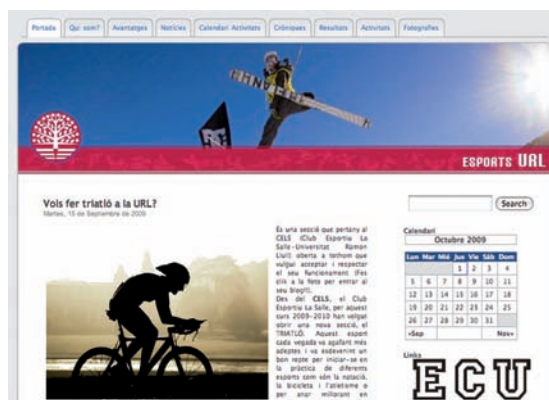 Portada Qui som? Avantatges Notícies Calendari Activitats Cròniques Resultats Activitats Fotografies
ESPORTS URL
Vols fer triatló a la URL?
Martes, 15 de Septiembre de 2009
És una secció que pertany al
CELS (Club Esportiu La
Salle-Universitat Ramon
Llull) oberta a tothom que
vulgui acceptar i respectar
el seu funcionament (Fes
clik a la foto per entrar al
seu blog!!).
Des del CELS, el Club
Esportiu La Salle, per aquest
curs 2009-2010 han volgut
obrir una nova secció, el
TRIATLÓ. Aquest esport
cada vegada va agafant més
adeptes i va esdevenint un
bon repte per iniciar-se en
la pràctica de diferents
esports com són la natació,
la bicicleta i l'atletisme o
per anar millorant en
Search
Calendari
Octubre 2009
Lun Mar Mié Jue Vie Sáb Dom
1 2 3 4
5 6 7 8 9 10 11
12 13 14 15 16 17 18
19 20 21 22 23 24 25
26 27 28 29 30 31
«Sep Nov»
Links
ECU